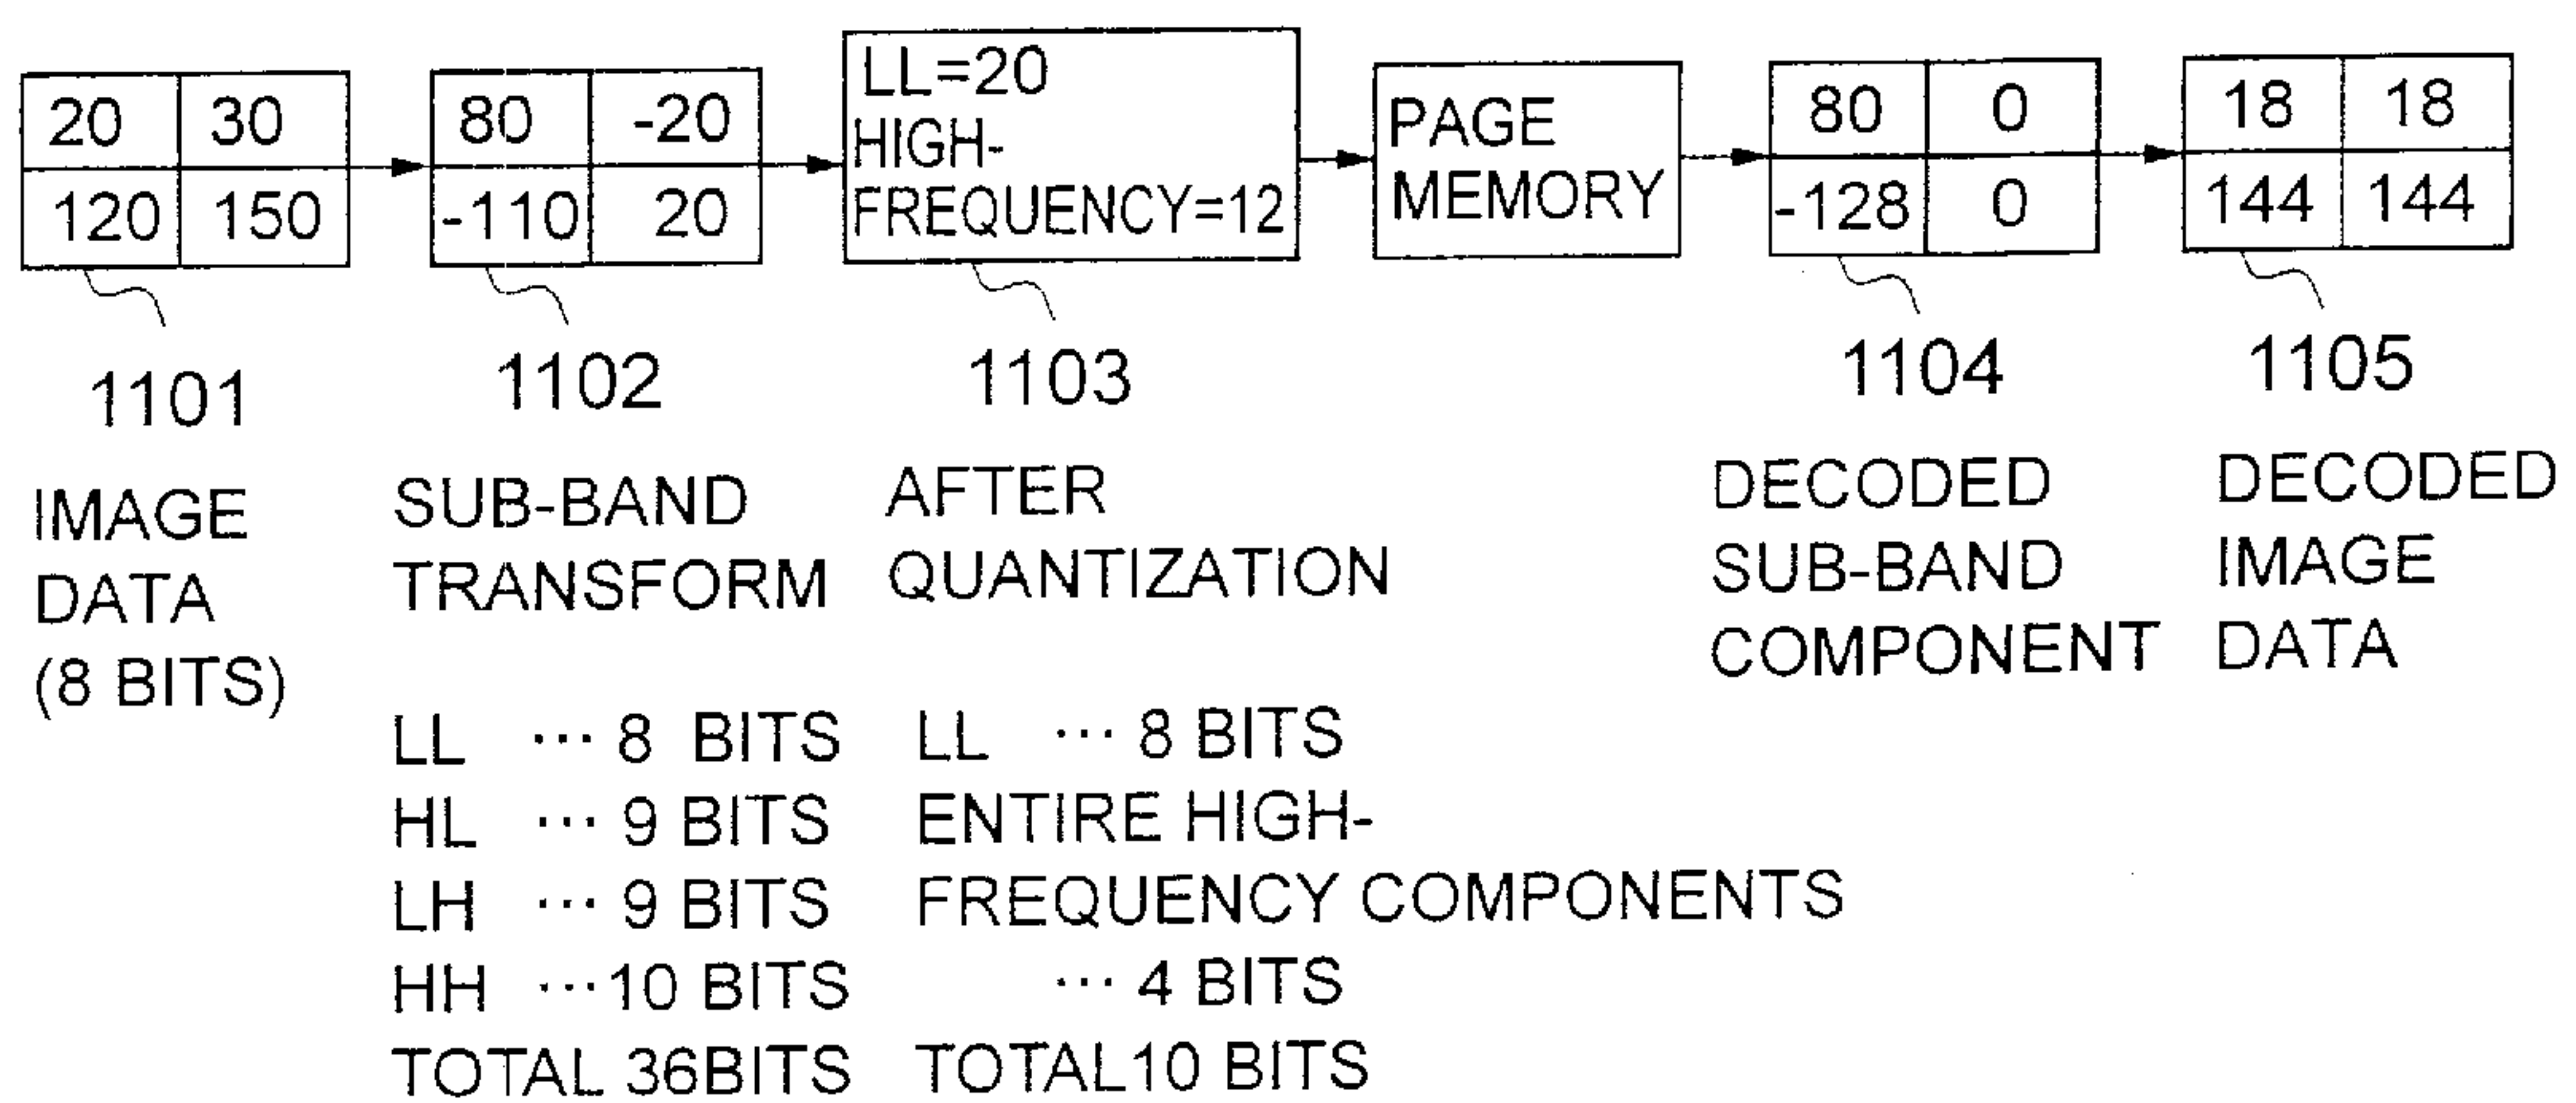 20 30
120 150
80 -20
-110 20
LL=20
HIGH-
FREQUENCY=12
PAGE
MEMORY
80 0
-128 0
18 18
144 144
1101
1102
1103
1104
1105
IMAGE
DATA
(8 BITS)
SUB-BAND
TRANSFORM
LL ··· 8 BITS
HL ··· 9 BITS
LH ··· 9 BITS
HH ···10 BITS
TOTAL 36BITS
AFTER
QUANTIZATION
LL ··· 8 BITS
ENTIRE HIGH-
FREQUENCY COMPONENTS
··· 4 BITS
TOTAL10 BITS
DECODED
SUB-BAND
COMPONENT
DECODED
IMAGE
DATA